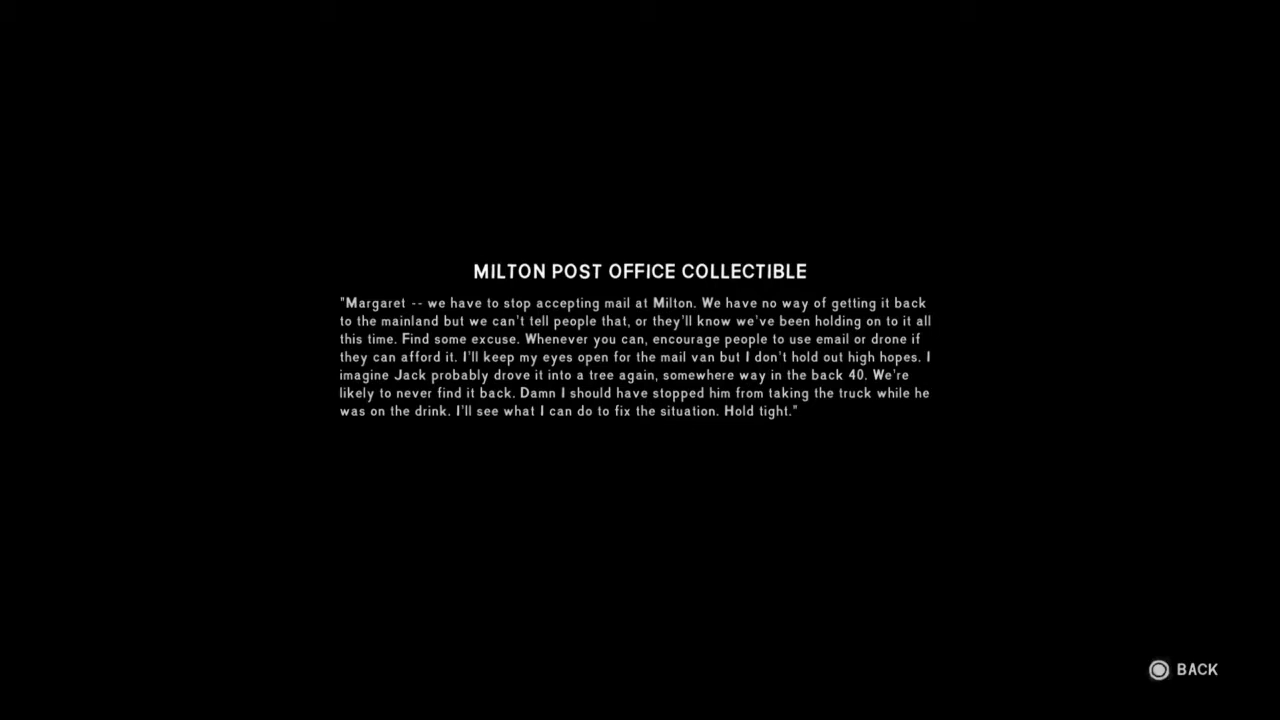 MILTON POST OFFICE COLLECTIBLE
"Margaret -- we have to stop accepting mail at Milton. We have no way of getting it back
to the mainland but we can't tell people that, or they'll know we've been holding on to it all
this time. Find some excuse. Whenever you can, encourage people to use email or drone if
they can afford it. I'll keep my eyes open for the mail van but I don't hold out high hopes. I
imagine Jack probably drove it into a tree again, somewhere way in the back 40. We're
likely to never find it back. Damn I should have stopped him from taking the truck while he
was on the drink. I'll see what I can do to fix the situation. Hold tight."
BACK